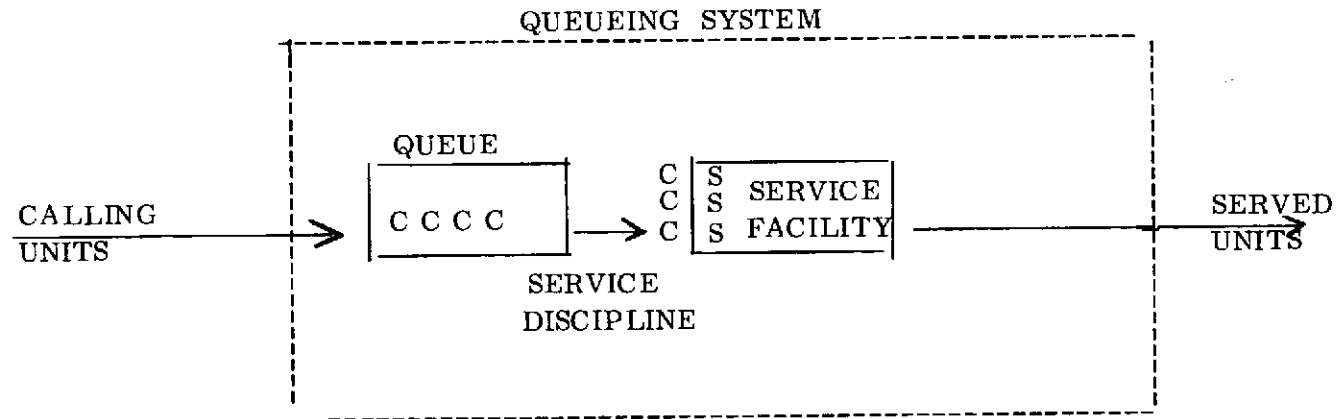 QUEUEING SYSTEM
QUEUE
C C C C
CALLING
UNITS
SERVICE
DISCIPLINE
C S
C S
C S
SERVICE
FACILITY
SERVED
UNITS